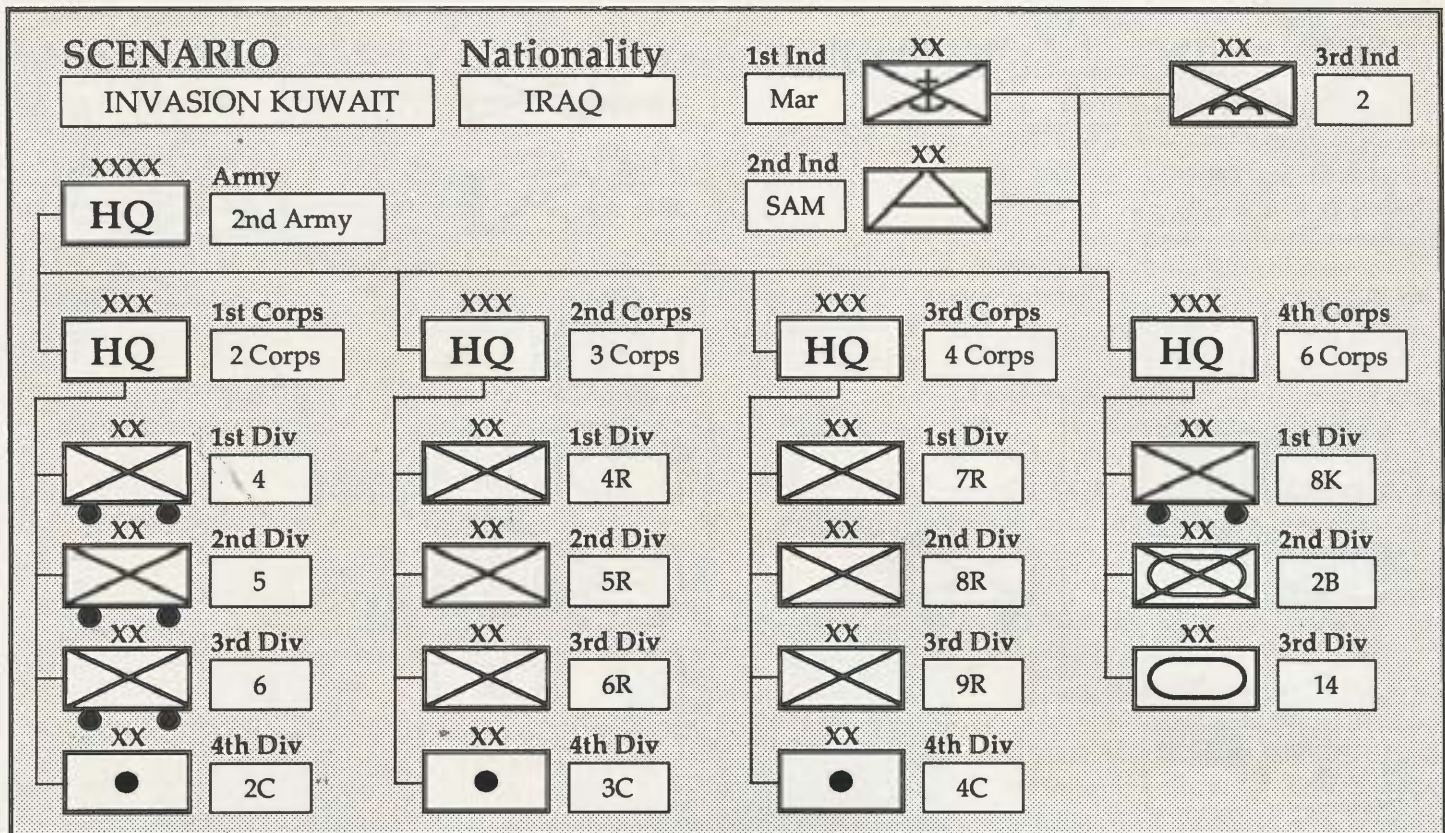 SCENARIO
INVASION KUWAIT
Nationality
IRAQ
1st Ind
Mar
XX
XX
3rd Ind
2
2nd Ind
SAM
XX
XXXX
HQ
Army
2nd Army
XXX
HQ
1st Corps
2 Corps
XX
1st Div
4
XX
2nd Div
5
XX
3rd Div
6
XX
4th Div
2C
XXX
HQ
2nd Corps
3 Corps
XX
1st Div
4R
XX
2nd Div
5R
XX
3rd Div
6R
XX
4th Div
3C
XXX
HQ
3rd Corps
4 Corps
XX
1st Div
7R
XX
2nd Div
8R
XX
3rd Div
9R
XX
4th Div
4C
XXX
HQ
4th Corps
6 Corps
XX
1st Div
8K
XX
2nd Div
2B
XX
3rd Div
14